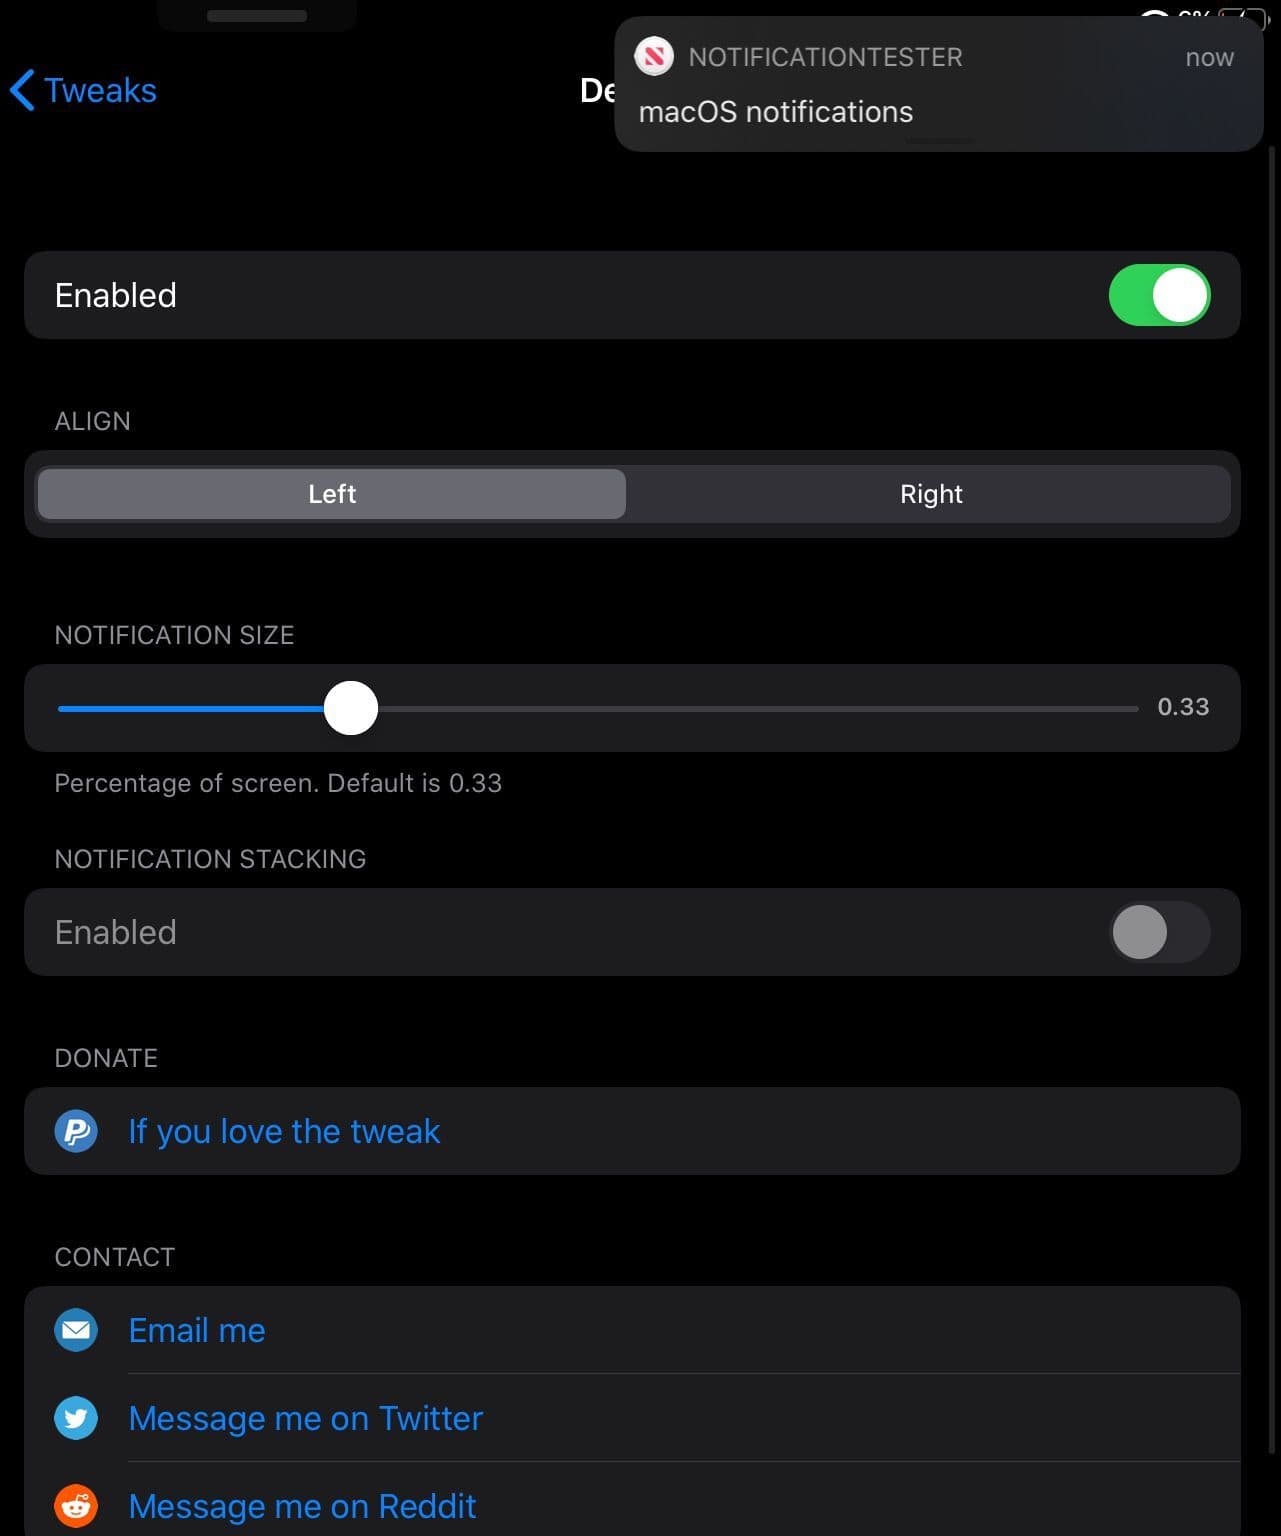 NOTIFICATIONTESTER
now
Tweaks
De
macOS notifications
Enabled
ALIGN
Left
Right
NOTIFICATION SIZE
0.33
Percentage of screen. Default is 0.33
NOTIFICATION STACKING
Enabled
DONATE
If you love the tweak
CONTACT
Email me
Message me on Twitter
Message me on Reddit